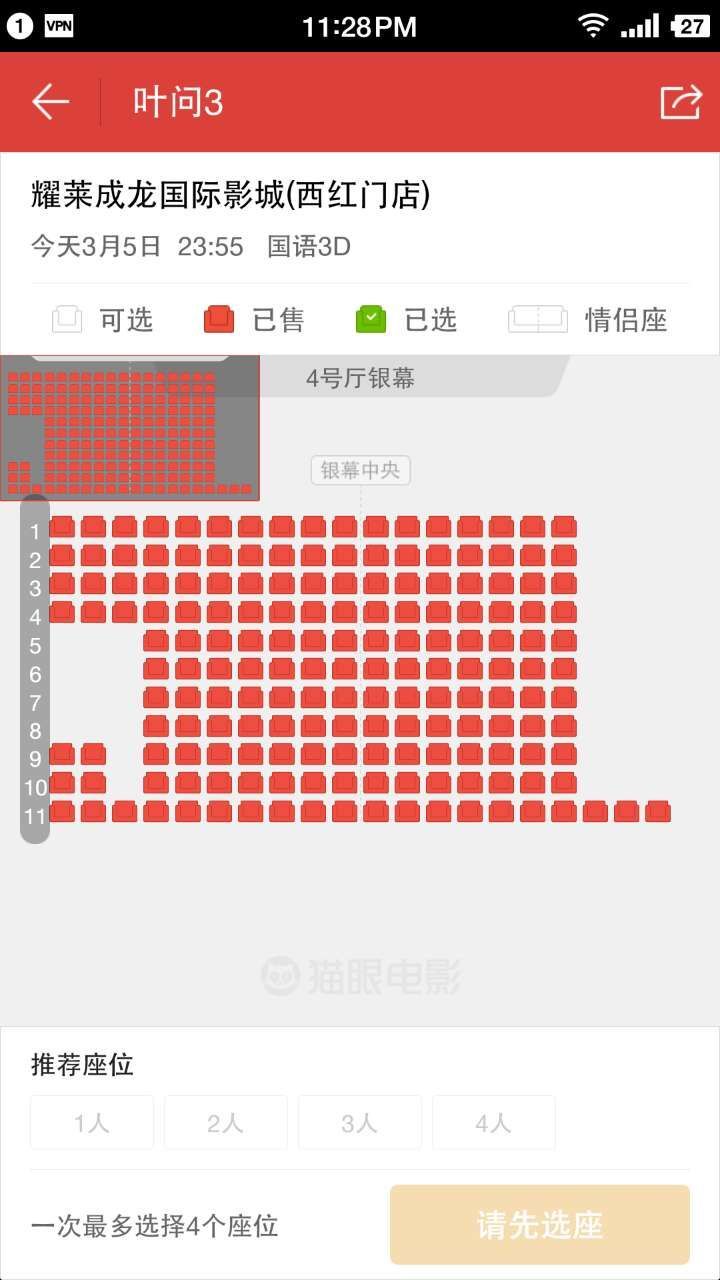 1 VPN 11:28PM 27
叶问3
耀莱成龙国际影城(西红门店)
今天3月5日 23:55 国语3D
可选 已售 已选 情侣座
4号厅银幕
银幕中央
1
2
3
4
5
6
7
8
9
10
11
猫眼电影
推荐座位
1人 2人 3人 4人
一次最多选择4个座位 请先选座